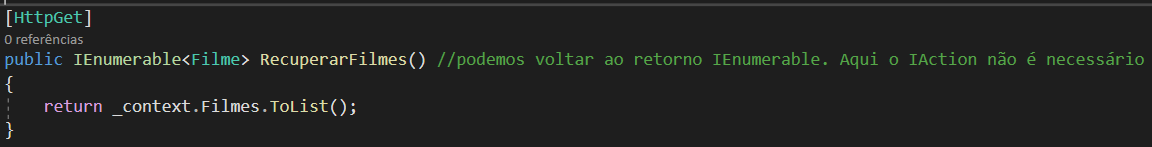 [HttpGet]
0 referências
public IEnumerable<Filme> RecuperarFilmes() //podemos voltar ao retorno IEnumerable. Aqui o IAction não é necessário
{
return _context.Filmes.ToList();
}